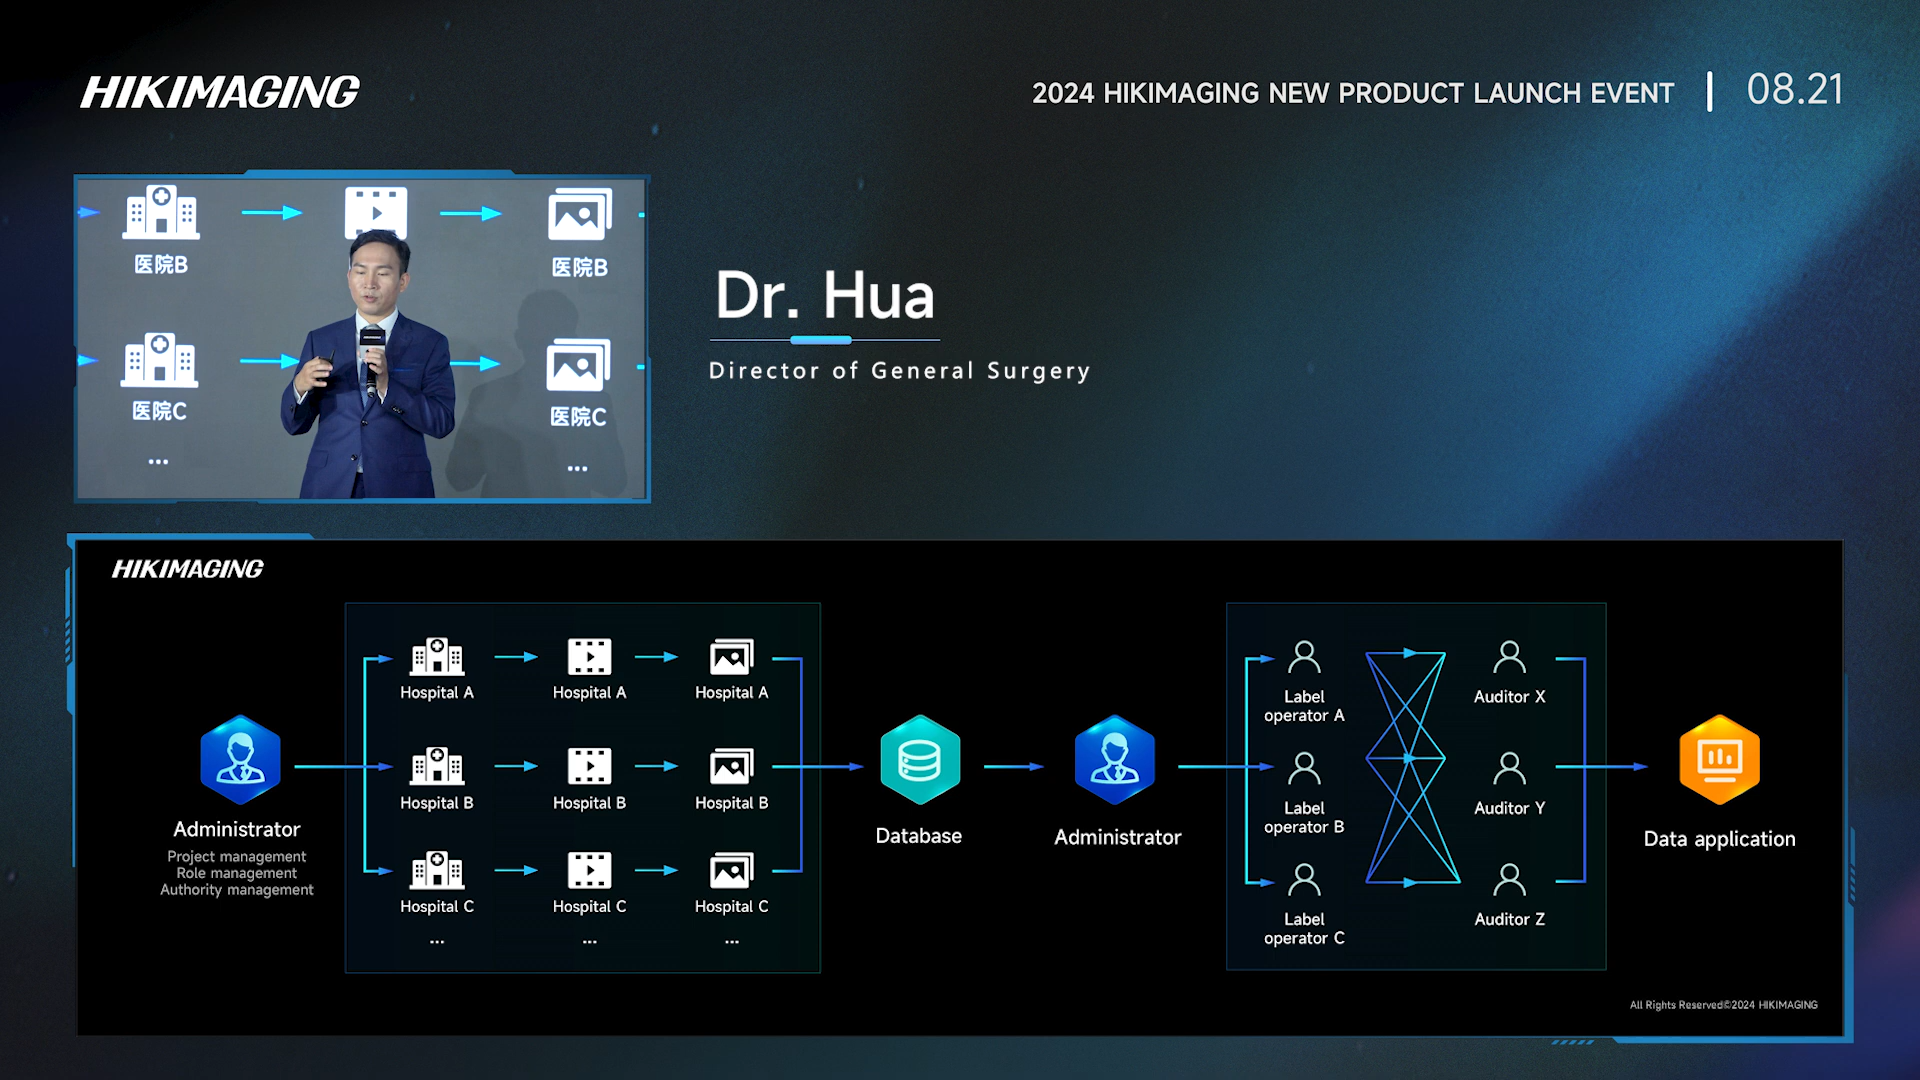 HIKIMAGING
2024 HIKIMAGING NEW PRODUCT LAUNCH EVENT | 08.21
医院B
医院B
医院C
医院C
...
...
Dr. Hua
Director of General Surgery
HIKIMAGING
Administrator
Project management
Role management
Authority management
Hospital A
Hospital A
Hospital A
Hospital B
Hospital B
Hospital B
Hospital C
Hospital C
Hospital C
...
...
...
Database
Administrator
Label
operator A
Label
operator B
Label
operator C
Auditor X
Auditor Y
Auditor Z
Data application
All Rights Reserved©2024 HIKIMAGING